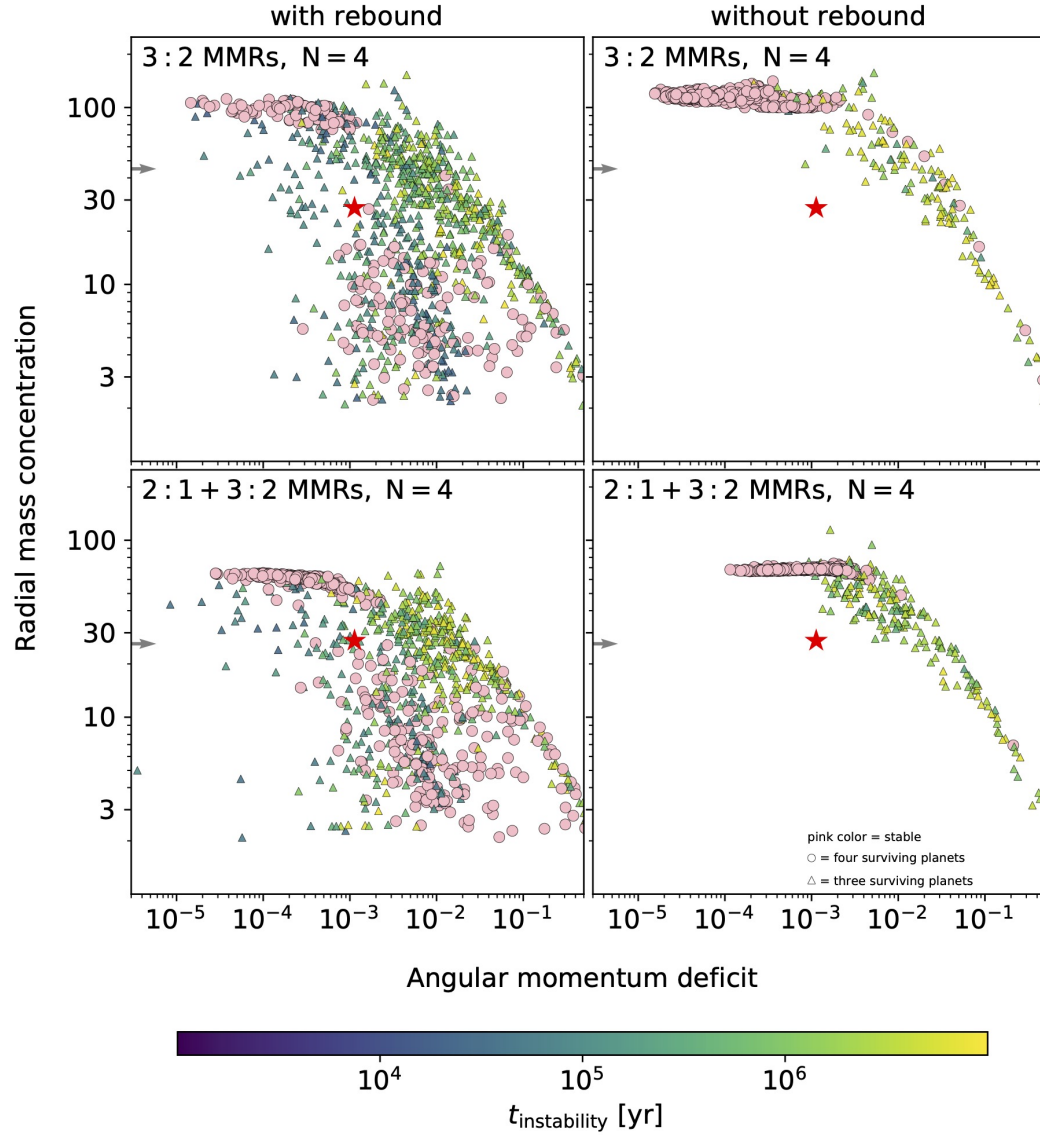 with rebound
without rebound
3 : 2 MMRs, N = 4
3 : 2 MMRs, N = 4
100
30
10
3
2 : 1 + 3 : 2 MMRs, N = 4
2 : 1 + 3 : 2 MMRs, N = 4
100
30
10
3
Radial mass concentration
pink color = stable
○ = four surviving planets
△ = three surviving planets
10⁻⁵ 10⁻⁴ 10⁻³ 10⁻² 10⁻¹
10⁻⁵ 10⁻⁴ 10⁻³ 10⁻² 10⁻¹
Angular momentum deficit
10⁴ 10⁵ 10⁶
t_instability [yr]